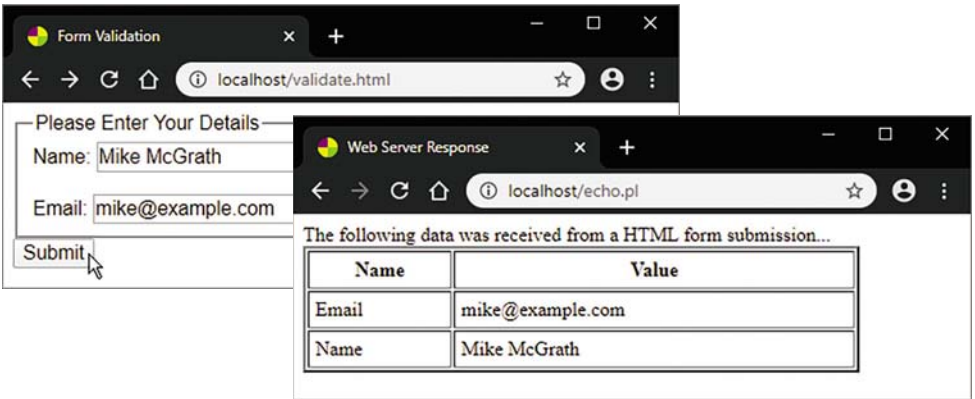 Form Validation
localhost/validate.html
Please Enter Your Details
Name: Mike McGrath
Email: mike@example.com
Submit
Web Server Response
localhost/echo.pl
The following data was received from a HTML form submission...
Name Value
Email mike@example.com
Name Mike McGrath